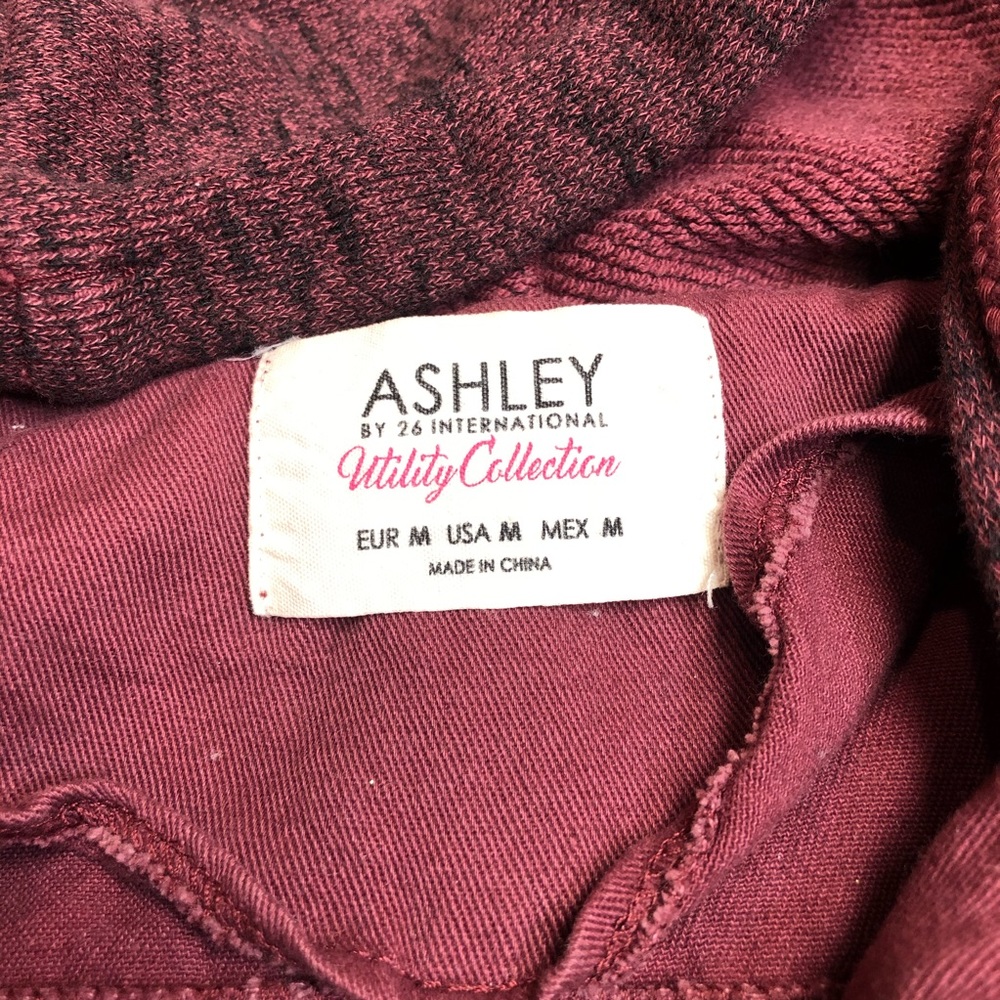 ASHLEY
BY 26 INTERNATIONAL
Utility Collection
EUR M USA M MEX M
MADE IN CHINA